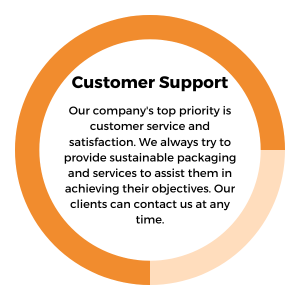 Customer Support
Our company's top priority is
customer service and
satisfaction. We always try to
provide sustainable packaging
and services to assist them in
achieving their objectives. Our
clients can contact us at any
time.